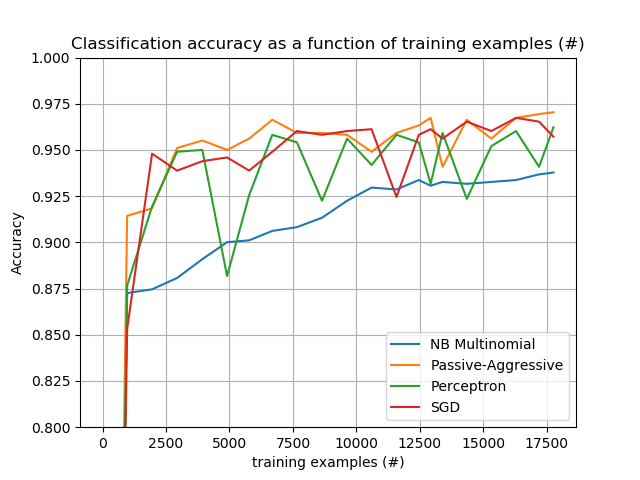 Classification accuracy as a function of training examples (#)
1.000
0.975
0.950
0.925
0.900
0.875
0.850
0.825
0.800
Accuracy
NB Multinomial
Passive-Aggressive
Perceptron
SGD
0 2500 5000 7500 10000 12500 15000 17500
training examples (#)